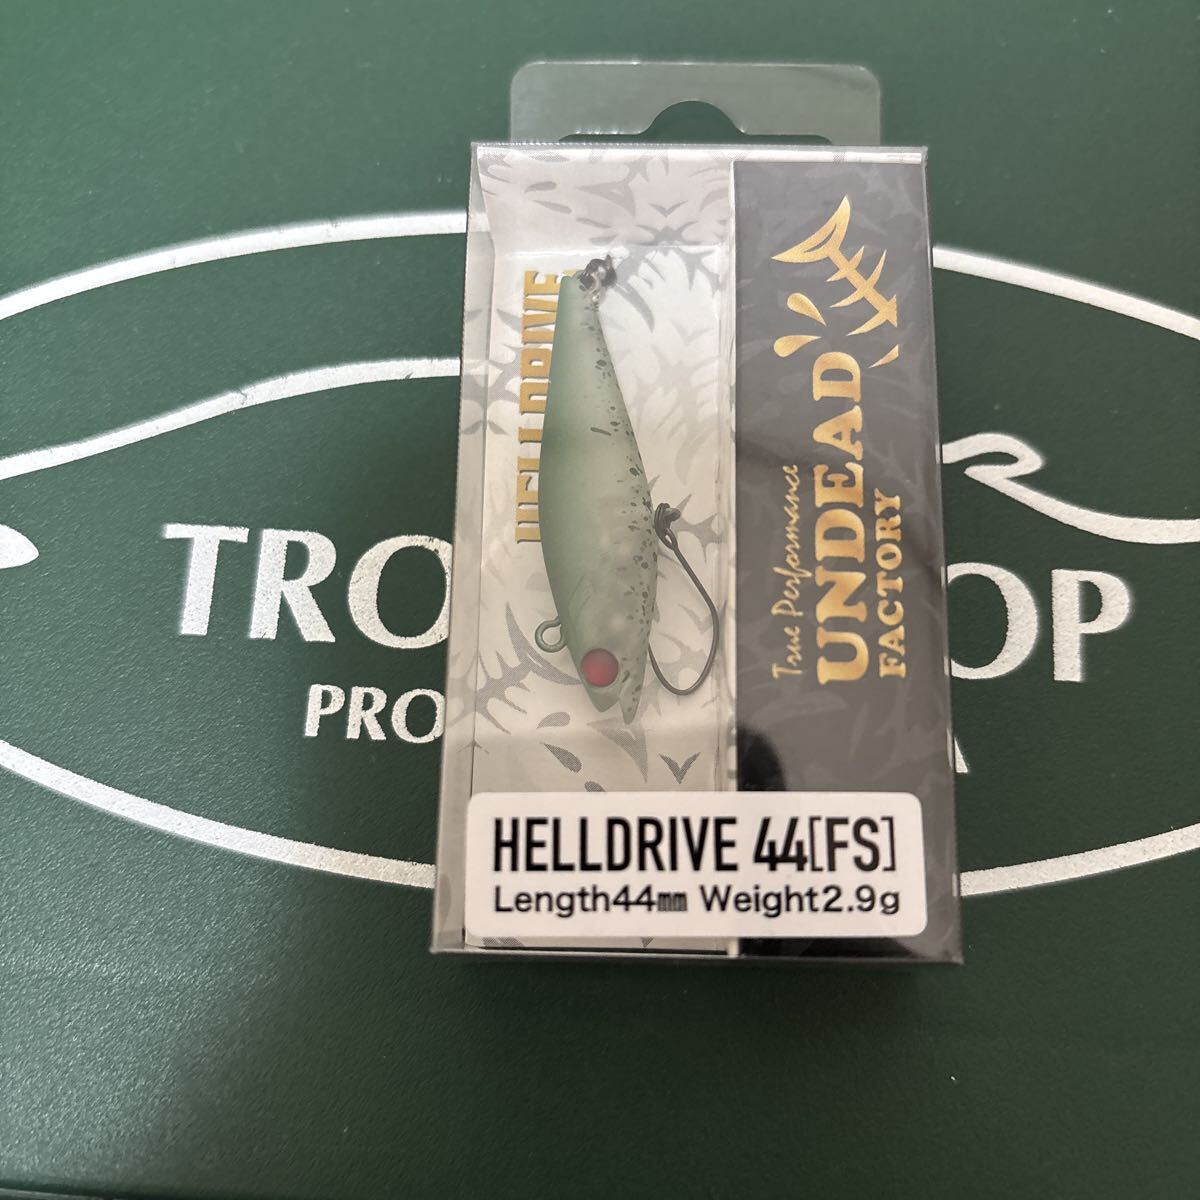 HELLDRIVE
True Performance
UNDEAD
FACTORY
TRO OP
PRO
HELLDRIVE 44[FS]
Length44㎜ Weight2.9g